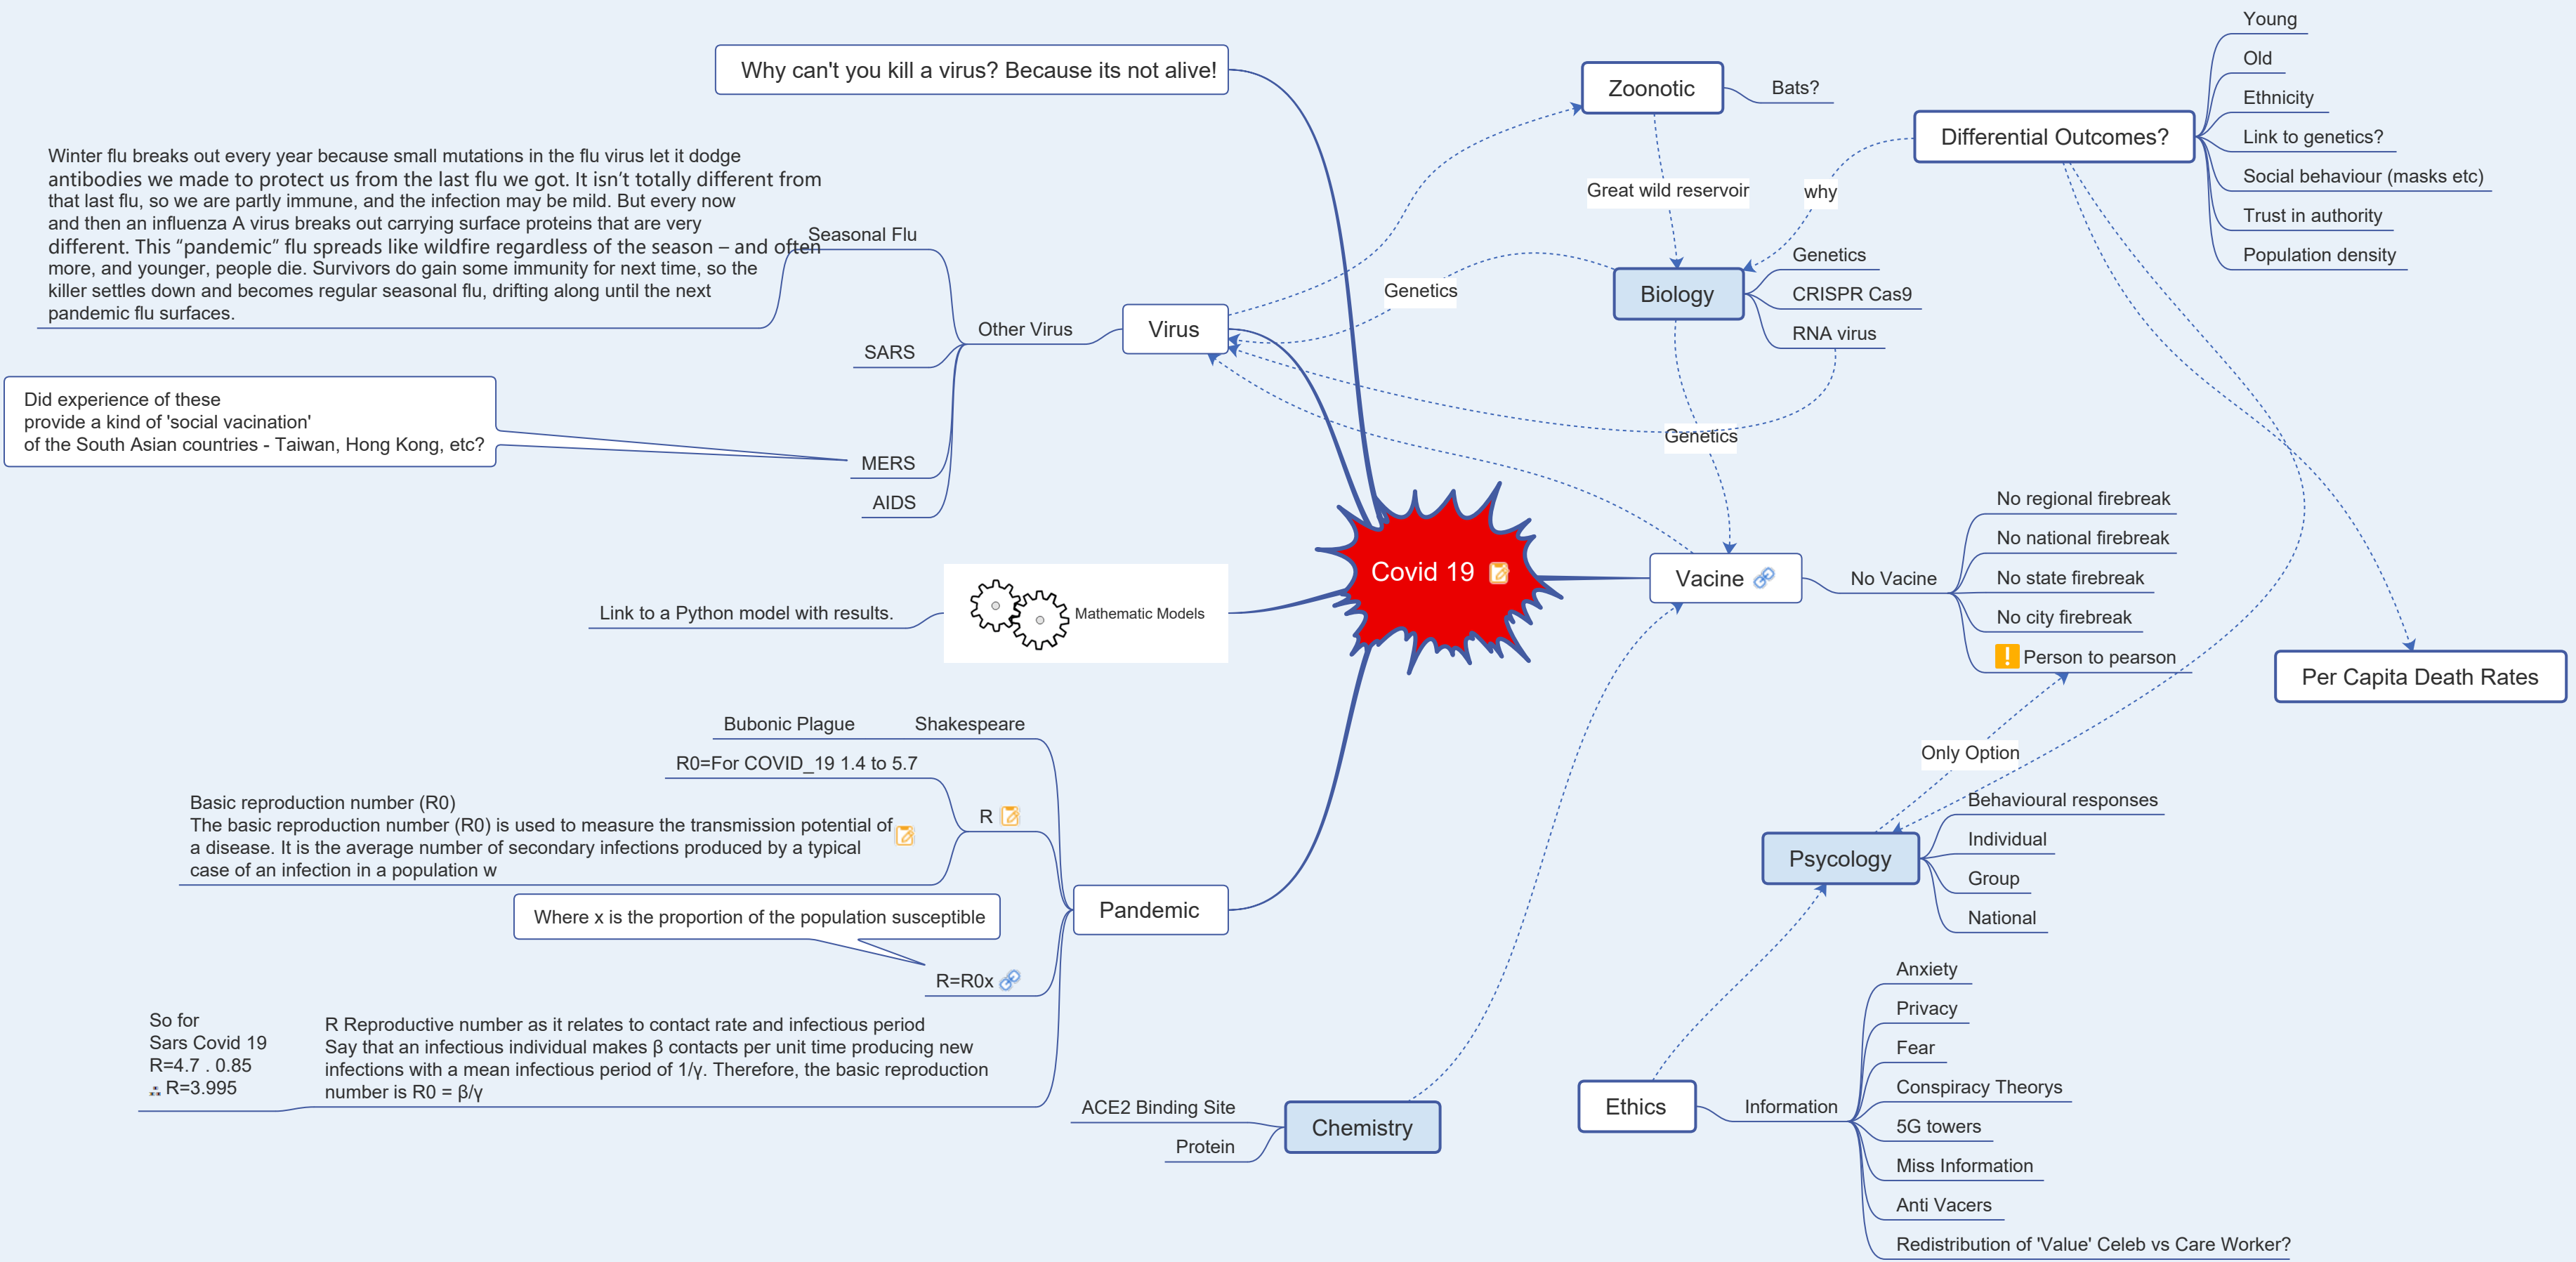 Why can't you kill a virus? Because its not alive!
Winter flu breaks out every year because small mutations in the flu virus let it dodge
antibodies we made to protect us from the last flu we got. It isn’t totally different from
that last flu, so we are partly immune, and the infection may be mild. But every now
and then an influenza A virus breaks out carrying surface proteins that are very
different. This “pandemic” flu spreads like wildfire regardless of the season – and often
more, and younger, people die. Survivors do gain some immunity for next time, so the
killer settles down and becomes regular seasonal flu, drifting along until the next
pandemic flu surfaces.
Seasonal Flu
SARS
Other Virus
Virus
Did experience of these
provide a kind of 'social vacination'
of the South Asian countries - Taiwan, Hong Kong, etc?
MERS
AIDS
Link to a Python model with results.
Mathematic Models
Covid 19
Bubonic Plague
Shakespeare
R0=For COVID_19 1.4 to 5.7
Basic reproduction number (R0)
The basic reproduction number (R0) is used to measure the transmission potential of
a disease. It is the average number of secondary infections produced by a typical
case of an infection in a population w
R
Pandemic
Where x is the proportion of the population susceptible
R=R0x
So for
Sars Covid 19
R=4.7 . 0.85
⁂ R=3.995
R Reproductive number as it relates to contact rate and infectious period
Say that an infectious individual makes β contacts per unit time producing new
infections with a mean infectious period of 1/γ. Therefore, the basic reproduction
number is R0 = β/γ
ACE2 Binding Site
Protein
Chemistry
Zoonotic
Bats?
Great wild reservoir
why
Differential Outcomes?
Young
Old
Ethnicity
Link to genetics?
Social behaviour (masks etc)
Trust in authority
Population density
Genetics
Biology
Genetics
CRISPR Cas9
RNA virus
Genetics
Vacine
No Vacine
No regional firebreak
No national firebreak
No state firebreak
No city firebreak
! Person to pearson
Per Capita Death Rates
Only Option
Psycology
Behavioural responses
Individual
Group
National
Ethics
Information
Anxiety
Privacy
Fear
Conspiracy Theorys
5G towers
Miss Information
Anti Vacers
Redistribution of 'Value' Celeb vs Care Worker?